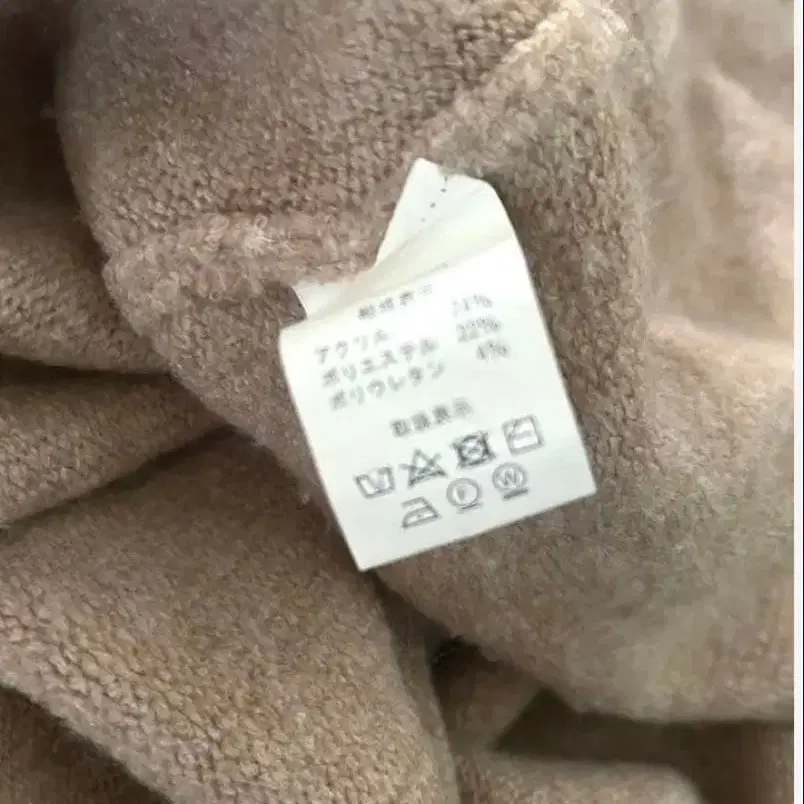 アクリル 74%
ポリエステル 22%
ポリウレタン 4%
取扱表示
F W